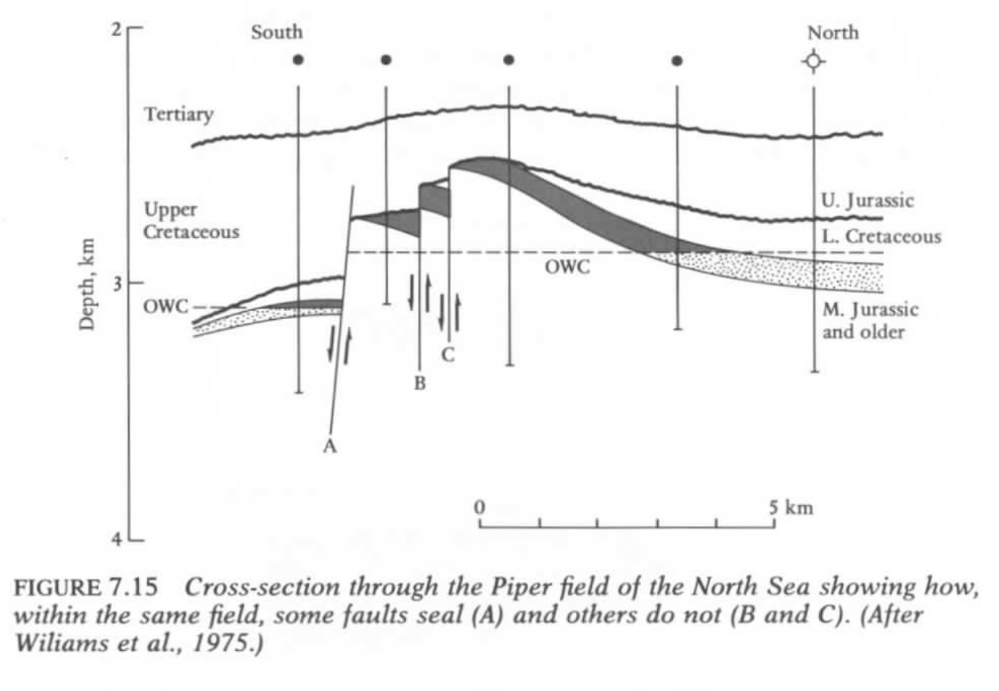 2
South
North
Tertiary
Upper
Cretaceous
U. Jurassic
L. Cretaceous
OWC
Depth, km
3
OWC
M. Jurassic
and older
C
B
A
0
5 km
4
FIGURE 7.15 Cross-section through the Piper field of the North Sea showing how,
within the same field, some faults seal (A) and others do not (B and C). (After
Wiliams et al., 1975.)